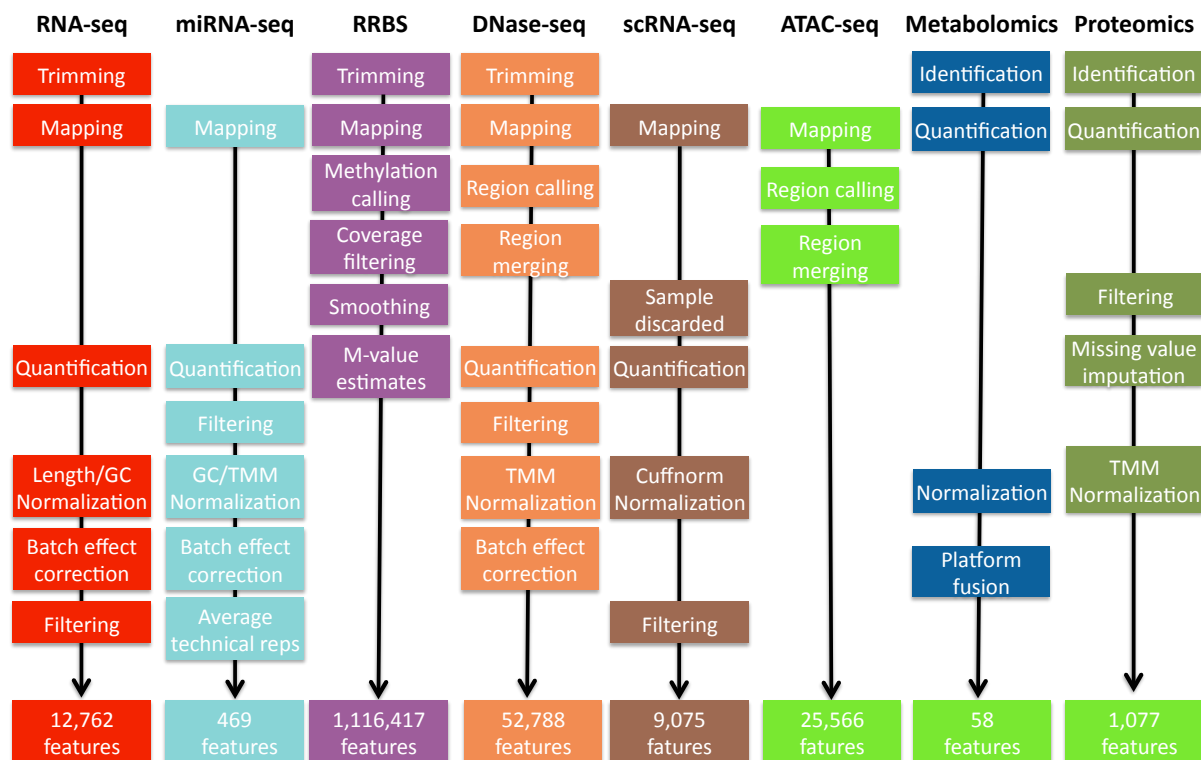 RNA-seq
Trimming
Mapping
Quantification
Length/GC
Normalization
Batch effect
correction
Filtering
12,762
features
miRNA-seq
Mapping
Quantification
Filtering
GC/TMM
Normalization
Batch effect
correction
Average
technical reps
469
features
RRBS
Trimming
Mapping
Methylation
calling
Coverage
filtering
Smoothing
M-value
estimates
1,116,417
features
DNase-seq
Trimming
Mapping
Region calling
Region
merging
Quantification
Filtering
TMM
Normalization
Batch effect
correction
52,788
features
scRNA-seq
Mapping
Sample
discarded
Quantification
Cuffnorm
Normalization
Filtering
9,075
fatures
ATAC-seq
Mapping
Region calling
Region
merging
25,566
features
Metabolomics
Identification
Quantification
Normalization
Platform
fusion
58
features
Proteomics
Identification
Quantification
Filtering
Missing value
imputation
TMM
Normalization
1,077
features